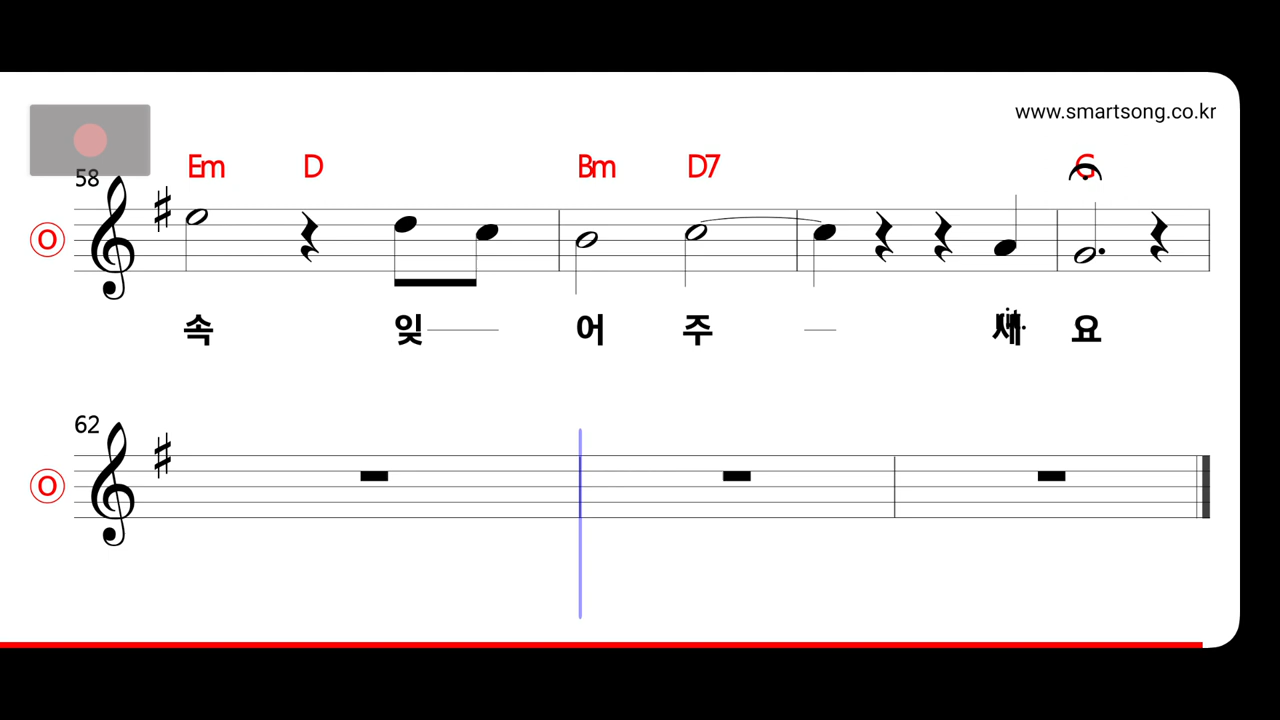 www.smartsong.co.kr
58
Em D Bm D7 G
속 잊 어 주 요
62